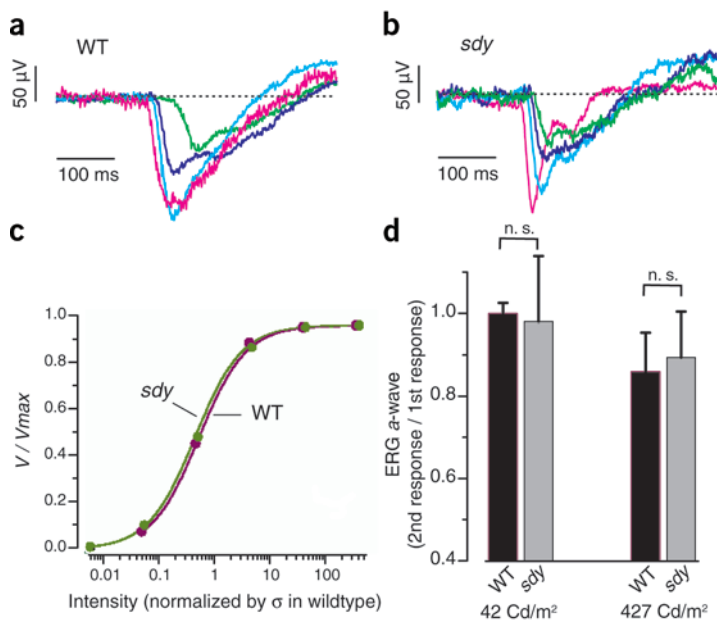 a
WT
50 µV
100 ms
b
sdy
50 µV
100 ms
c
V / Vmax
1.0
0.8
0.6
0.4
0.2
0.0
sdy
WT
0.01
0.1
1
10
100
Intensity (normalized by σ in wildtype)
d
ERG a-wave
(2nd response / 1st response)
n. s.
n. s.
1.0
0.8
0.6
0.4
WT
sdy
WT
sdy
42 Cd/m²
427 Cd/m²